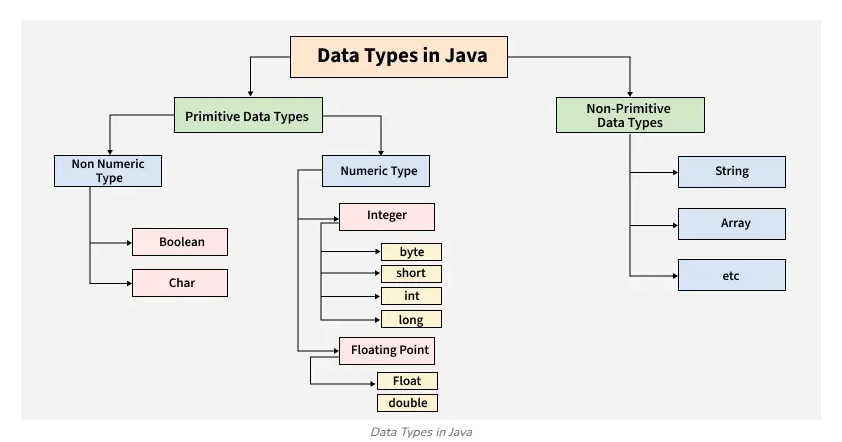 Data Types in Java
Primitive Data Types
Non-Primitive
Data Types
Non Numeric
Type
Numeric Type
String
Integer
Array
Boolean
byte
short
Char
etc
int
long
Floating Point
Float
double
Data Types in Java